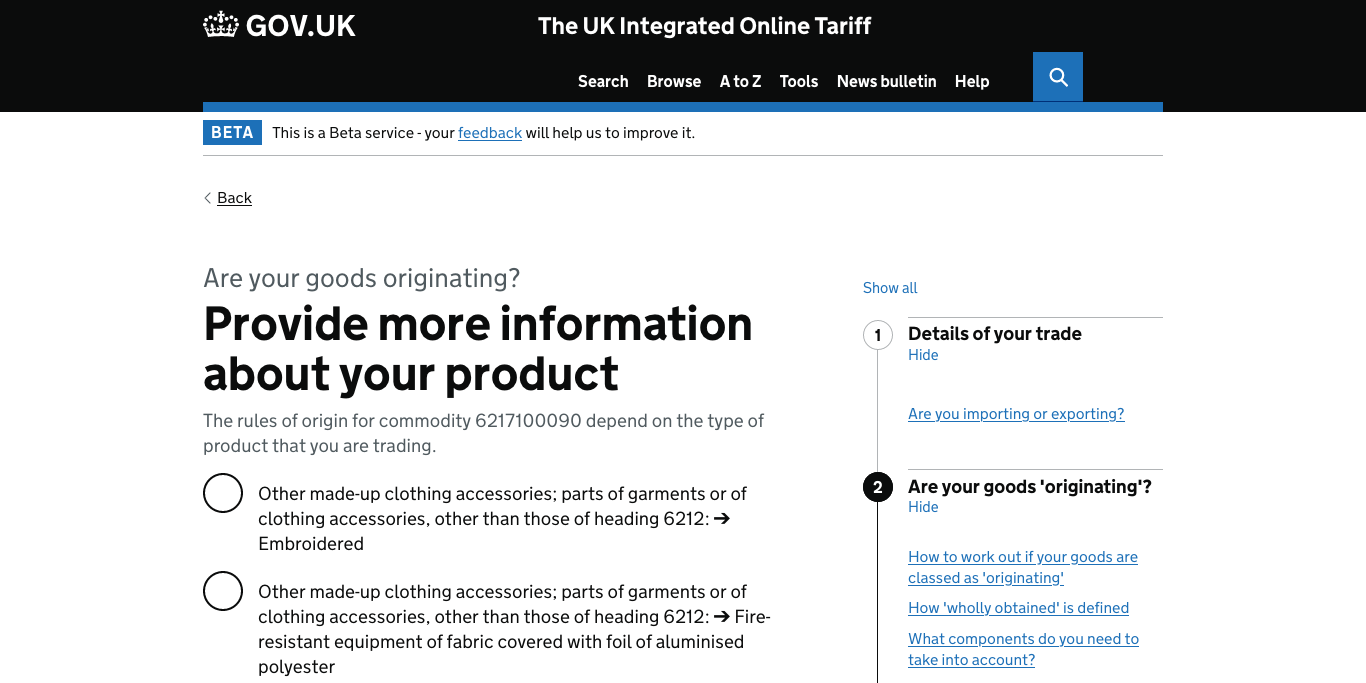 GOV.UK
The UK Integrated Online Tariff
Search Browse A to Z Tools News bulletin Help
BETA This is a Beta service - your feedback will help us to improve it.
Back
Are your goods originating?
Provide more information
about your product
The rules of origin for commodity 6217100090 depend on the type of
product that you are trading.
Other made-up clothing accessories; parts of garments or of
clothing accessories, other than those of heading 6212: ➔
Embroidered
Other made-up clothing accessories; parts of garments or of
clothing accessories, other than those of heading 6212: ➔ Fire-
resistant equipment of fabric covered with foil of aluminised
polyester
Show all
1 Details of your trade
Hide
Are you importing or exporting?
2 Are your goods 'originating'?
Hide
How to work out if your goods are
classed as 'originating'
How 'wholly obtained' is defined
What components do you need to
take into account?